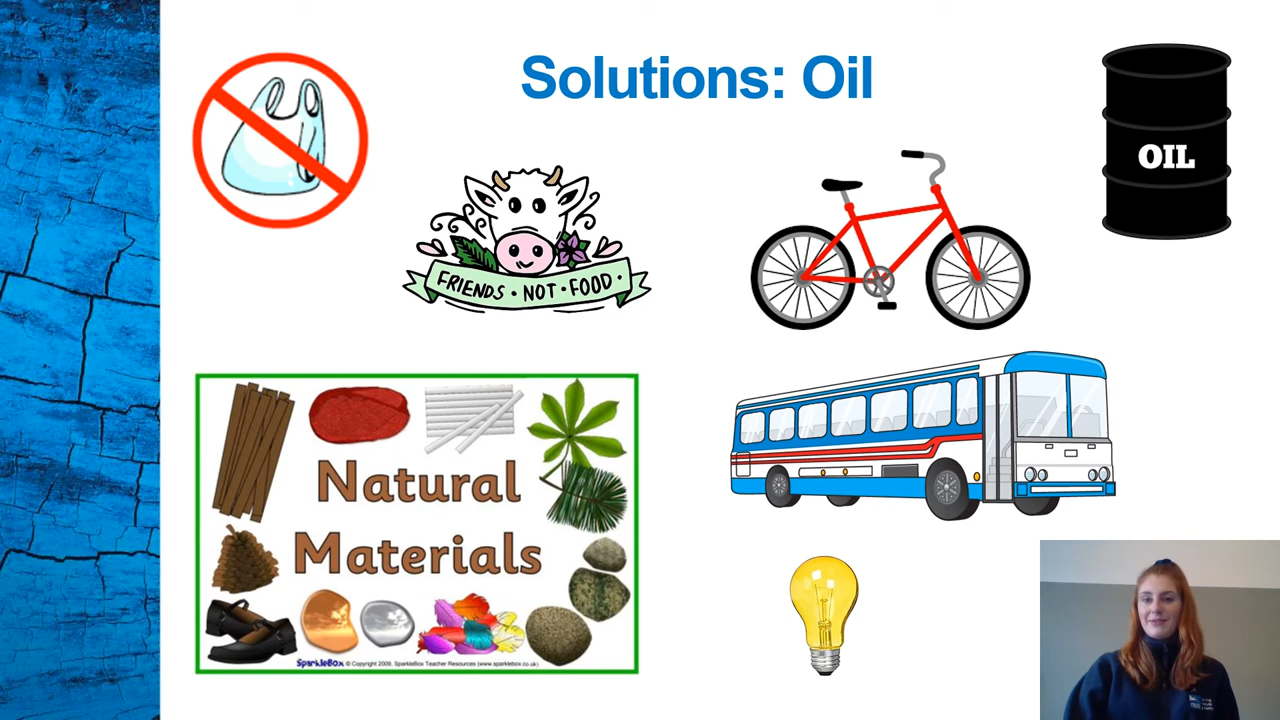 Solutions: Oil
OIL
FRIENDS • NOT • FOOD •
Natural
Materials
SparkleBox © Copyright 2009, SparkleBox Teacher Resources (www.sparklebox.co.uk)